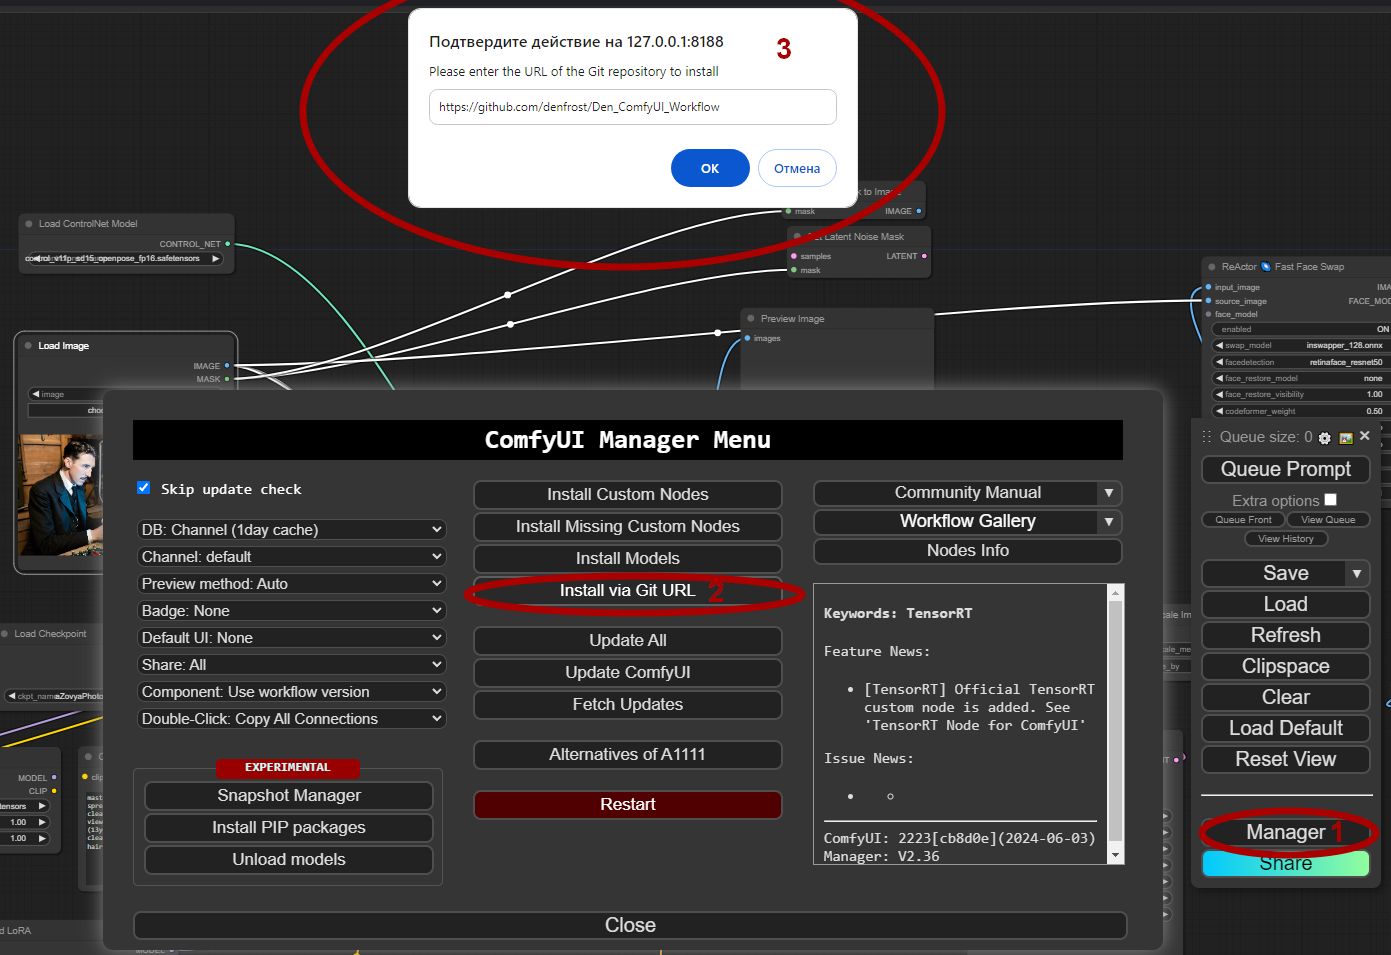 Подтвердите действие на 127.0.0.1:8188
3
Please enter the URL of the Git repository to install
https://github.com/denfrost/Den_ComfyUI_Workflow
OK
Отмена
mask
IMAGE
Latent Noise Mask
samples
LATENT
mask
Load ControlNet Model
CONTROL_NET
Load Image
IMAGE
MASK
image
Preview Image
images
ReActor
Fast Face Swap
input_image
source_image
face_model
enabled
ON
swap_model
inswapper_128.onnx
facedetection
retinaface_resnet50
face_restore_model
none
face_restore_visibility
1.00
codeformer_weight
0.50
ComfyUI Manager Menu
Skip update check
DB: Channel (1day cache)
Channel: default
Preview method: Auto
Badge: None
Default UI: None
Share: All
Component: Use workflow version
Double-Click: Copy All Connections
EXPERIMENTAL
Snapshot Manager
Install PIP packages
Unload models
Install Custom Nodes
Install Missing Custom Nodes
Install Models
Install via Git URL
2
Update All
Update ComfyUI
Fetch Updates
Alternatives of A1111
Restart
Community Manual
Workflow Gallery
Nodes Info
Keywords: TensorRT
Feature News:
[TensorRT] Official TensorRT
custom node is added. See
'TensorRT Node for ComfyUI'
Issue News:
ComfyUI: 2223[cb8d0e](2024-06-03)
Manager: V2.36
Close
Queue size: 0
Queue Prompt
Extra options
Queue Front
View Queue
View History
Save
Load
Refresh
Clipspace
Clear
Load Default
Reset View
Manager
1
Share
Load Checkpoint
ckpt_name
MODEL
CLIP
1.00
1.00